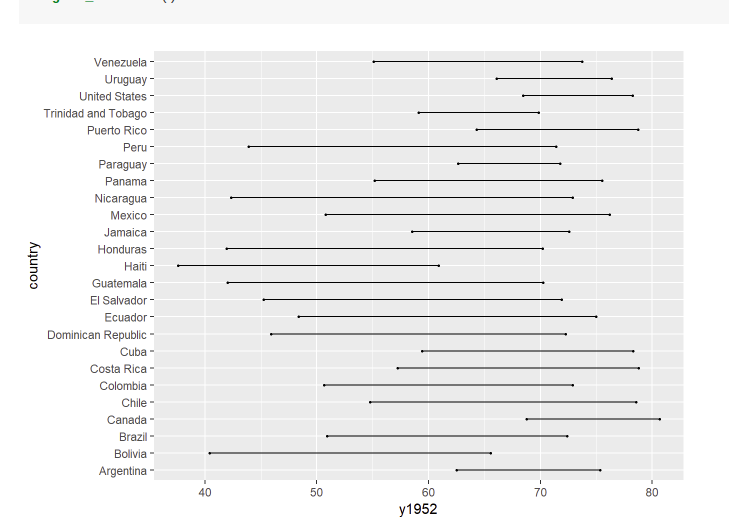 Venezuela
Uruguay
United States
Trinidad and Tobago
Puerto Rico
Peru
Paraguay
Panama
Nicaragua
Mexico
Jamaica
Honduras
Haiti
Guatemala
El Salvador
Ecuador
Dominican Republic
Cuba
Costa Rica
Colombia
Chile
Canada
Brazil
Bolivia
Argentina
country
40 50 60 70 80
y1952